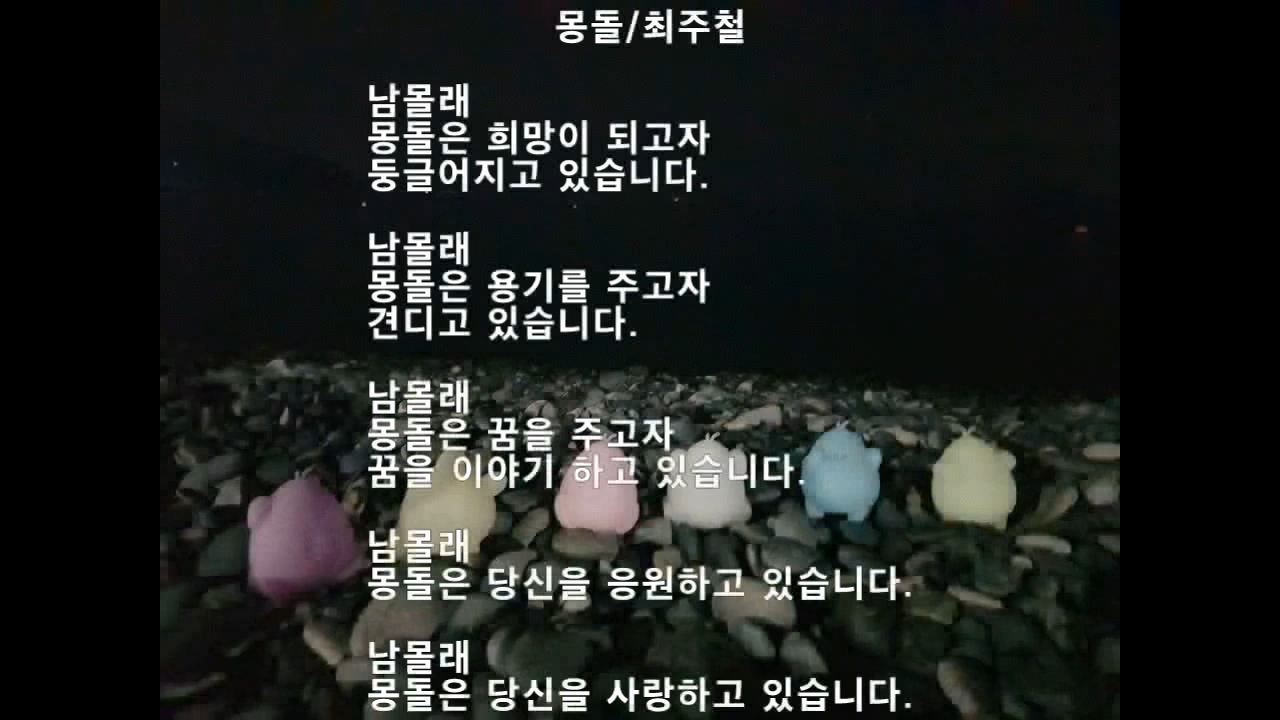 몽돌/최주철
남몰래
몽돌은 희망이 되고자
둥글어지고 있습니다.
남몰래
몽돌은 용기를 주고자
견디고 있습니다.
남몰래
몽돌은 꿈을 주고자
꿈을 이야기 하고 있습니다.
남몰래
몽돌은 당신을 응원하고 있습니다.
남몰래
몽돌은 당신을 사랑하고 있습니다.